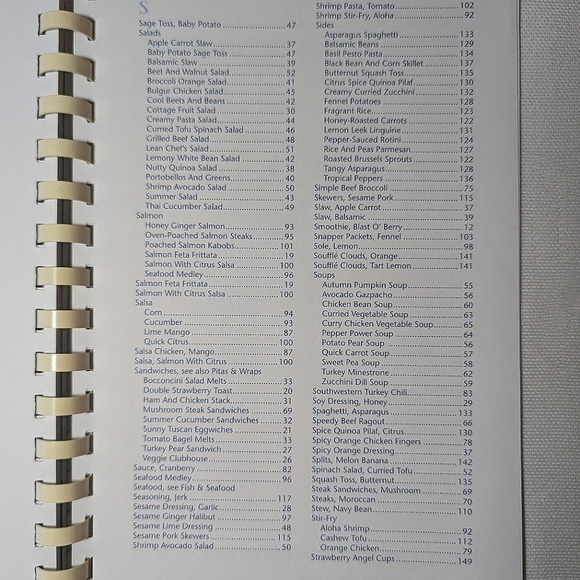 S
Sage Toss, Baby Potato 47
Salads
Apple Carrot Slaw 37
Baby Potato Sage Toss 47
Balsamic Slaw 39
Beet And Walnut Salad 52
Broccoli Orange Salad 41
Bulgur Chicken Salad 45
Cool Beets And Beans 42
Cottage Fruit Salad 30
Creamy Pasta Salad 44
Curried Tofu Spinach Salad 46
Grilled Beef Salad 48
Lean Chef's Salad 51
Lemony White Bean Salad 42
Nutty Quinoa Salad 38
Portobellos And Greens 40
Shrimp Avocado Salad 50
Summer Salad 43
Thai Cucumber Salad 49
Salmon
Honey Ginger Salmon 93
Oven-Poached Salmon Steaks 95
Poached Salmon Kabobs 101
Salmon Feta Frittata 19
Salmon With Citrus Salsa 100
Seafood Medley 96
Salmon Feta Frittata 19
Salmon With Citrus Salsa 100
Salsa
Corn 94
Cucumber 93
Lime Mango 87
Quick Citrus 100
Salsa Chicken, Mango 87
Salsa, Salmon With Citrus 100
Sandwiches, see also Pitas & Wraps
Bocconcini Salad Melts 33
Double Strawberry Toast 20
Ham And Chicken Stack 31
Mushroom Steak Sandwiches 69
Summer Cucumber Sandwiches 32
Sunny Tuscan Eggwiches 21
Tomato Bagel Melts 33
Turkey Pear Sandwich 27
Veggie Clubhouse 26
Sauce, Cranberry 82
Seafood Medley 96
Seafood, see Fish & Seafood
Seasoning, Jerk 117
Sesame Dressing, Garlic 28
Sesame Ginger Halibut 97
Sesame Lime Dressing 48
Sesame Pork Skewers 115
Shrimp Avocado Salad 50
Shrimp Pasta, Tomato 102
Shrimp Stir-Fry, Aloha 92
Sides
Asparagus Spaghetti 133
Balsamic Beans 129
Basil Pesto Pasta 134
Black Bean And Corn Skillet 137
Butternut Squash Toss 135
Citrus Spice Quinoa Pilaf 130
Creamy Curried Zucchini 132
Fennel Potatoes 128
Fragrant Rice 123
Honey-Roasted Carrots 122
Lemon Leek Linguine 131
Pepper-Sauced Rotini 124
Rice And Peas Parmesan 127
Roasted Brussels Sprouts 122
Tangy Asparagus 128
Tropical Peppers 136
Simple Beef Broccoli 75
Skewers, Sesame Pork 115
Slaw, Apple Carrot 37
Slaw, Balsamic 39
Smoothie, Blast O' Berry 12
Snapper Packets, Fennel 103
Sole, Lemon 98
Soufflé Clouds, Orange 141
Soufflé Clouds, Tart Lemon 141
Soups
Autumn Pumpkin Soup 55
Avocado Gazpacho 56
Chicken Bean Soup 60
Curried Vegetable Soup 63
Curry Chicken Vegetable Soup 65
Pepper Power Soup 64
Potato Pear Soup 56
Quick Carrot Soup 57
Sweet Pea Soup 58
Turkey Minestrone 62
Zucchini Dill Soup 59
Southwestern Turkey Chili 83
Soy Dressing, Honey 29
Spaghetti, Asparagus 133
Speedy Beef Ragout 66
Spice Quinoa Pilaf, Citrus 130
Spicy Orange Chicken Fingers 78
Spicy Orange Dressing 37
Splits, Melon Banana 142
Spinach Salad, Curried Tofu 52
Squash Toss, Butternut 135
Steak Sandwiches, Mushroom 69
Steaks, Moroccan 70
Stew, Navy Bean 110
Stir-Fry
Aloha Shrimp 92
Cashew Tofu 112
Orange Chicken 79
Strawberry Angel Cups 149